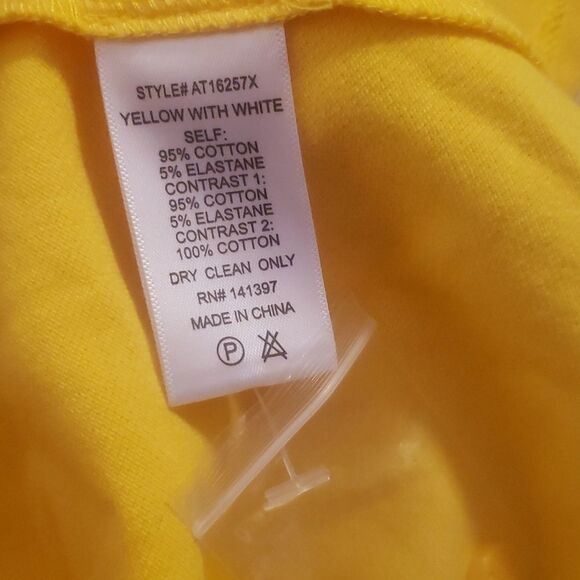 STYLE# AT16257X
YELLOW WITH WHITE
SELF:
95% COTTON
5% ELASTANE
CONTRAST 1:
95% COTTON
5% ELASTANE
CONTRAST 2:
100% COTTON
DRY CLEAN ONLY
RN# 141397
MADE IN CHINA
P